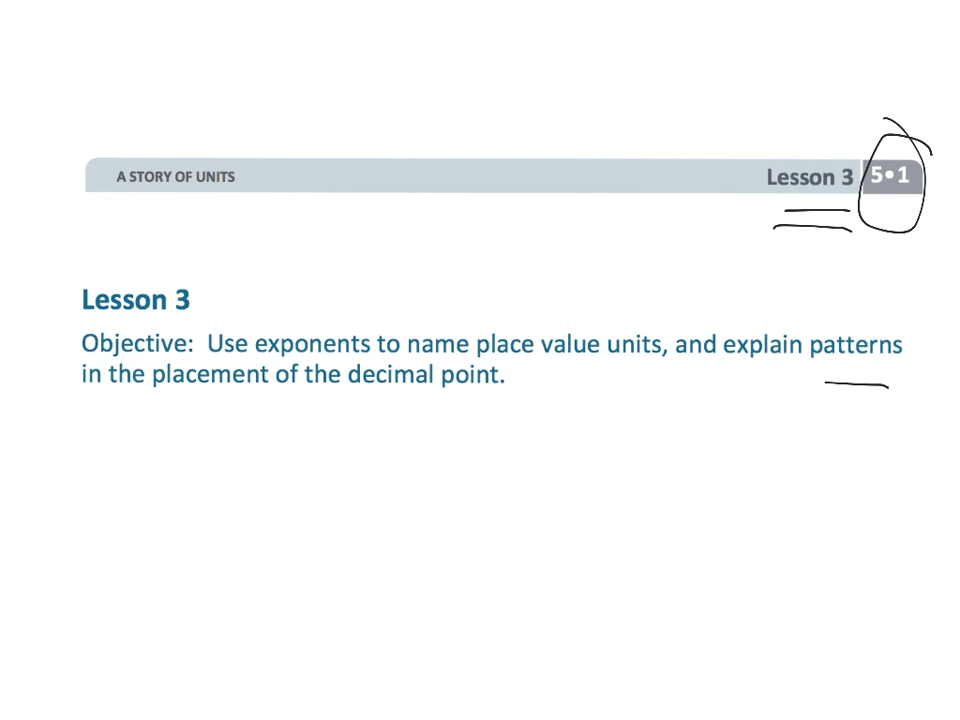 A STORY OF UNITS
Lesson 3
5•1
Lesson 3
Objective: Use exponents to name place value units, and explain patterns
in the placement of the decimal point.